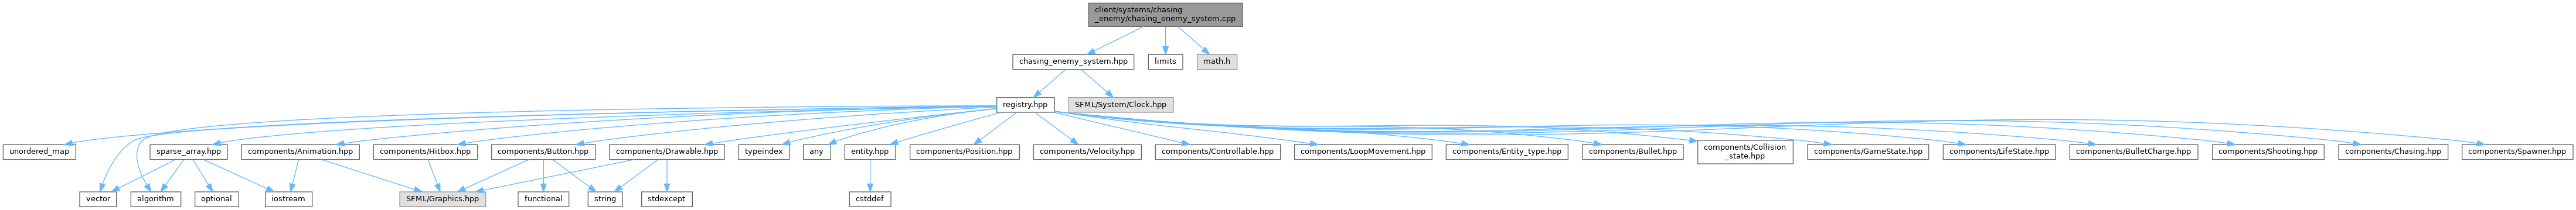 client/systems/chasing
_enemy/chasing_enemy_system.cpp
chasing_enemy_system.hpp
limits
math.h
registry.hpp
SFML/System/Clock.hpp
unordered_map
sparse_array.hpp
components/Animation.hpp
components/Hitbox.hpp
components/Button.hpp
components/Drawable.hpp
typeindex
any
entity.hpp
components/Position.hpp
components/Velocity.hpp
components/Controllable.hpp
components/LoopMovement.hpp
components/Entity_type.hpp
components/Bullet.hpp
components/Collision
_state.hpp
components/GameState.hpp
components/LifeState.hpp
components/BulletCharge.hpp
components/Shooting.hpp
components/Chasing.hpp
components/Spawner.hpp
vector
algorithm
optional
iostream
SFML/Graphics.hpp
functional
string
stdexcept
cstddef